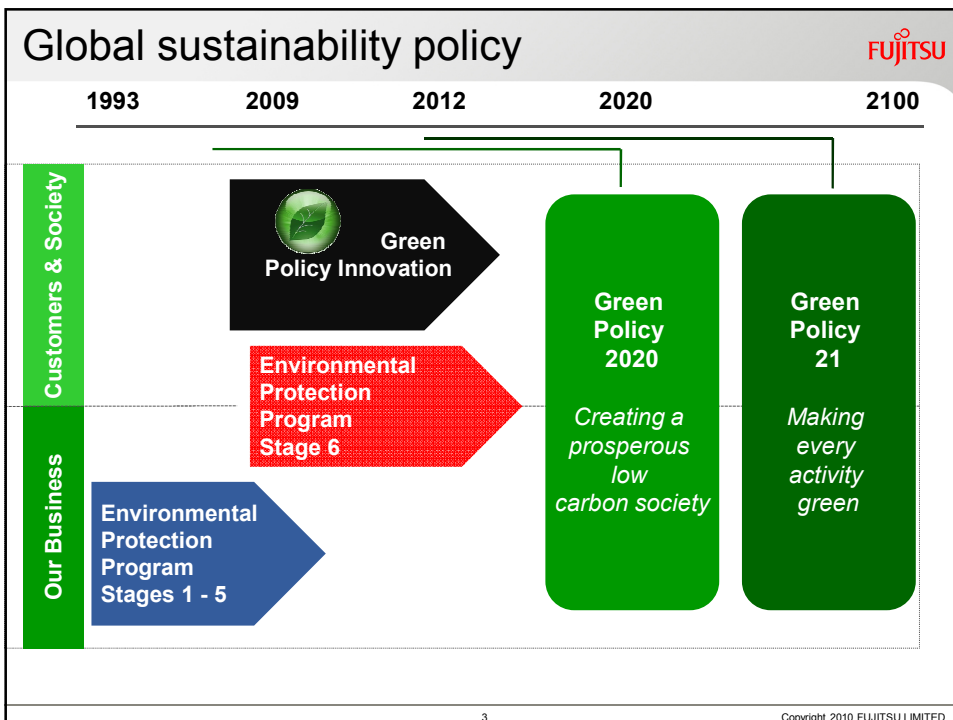 Global sustainability policy
FUJITSU
1993 2009 2012 2020 2100
Customers & Society
Green
Policy Innovation
Environmental
Protection
Program
Stage 6
Our Business
Environmental
Protection
Program
Stages 1 - 5
Green
Policy
2020
Creating a
prosperous
low
carbon society
Green
Policy
21
Making
every
activity
green
3
Copyright 2010 FUJITSU LIMITED